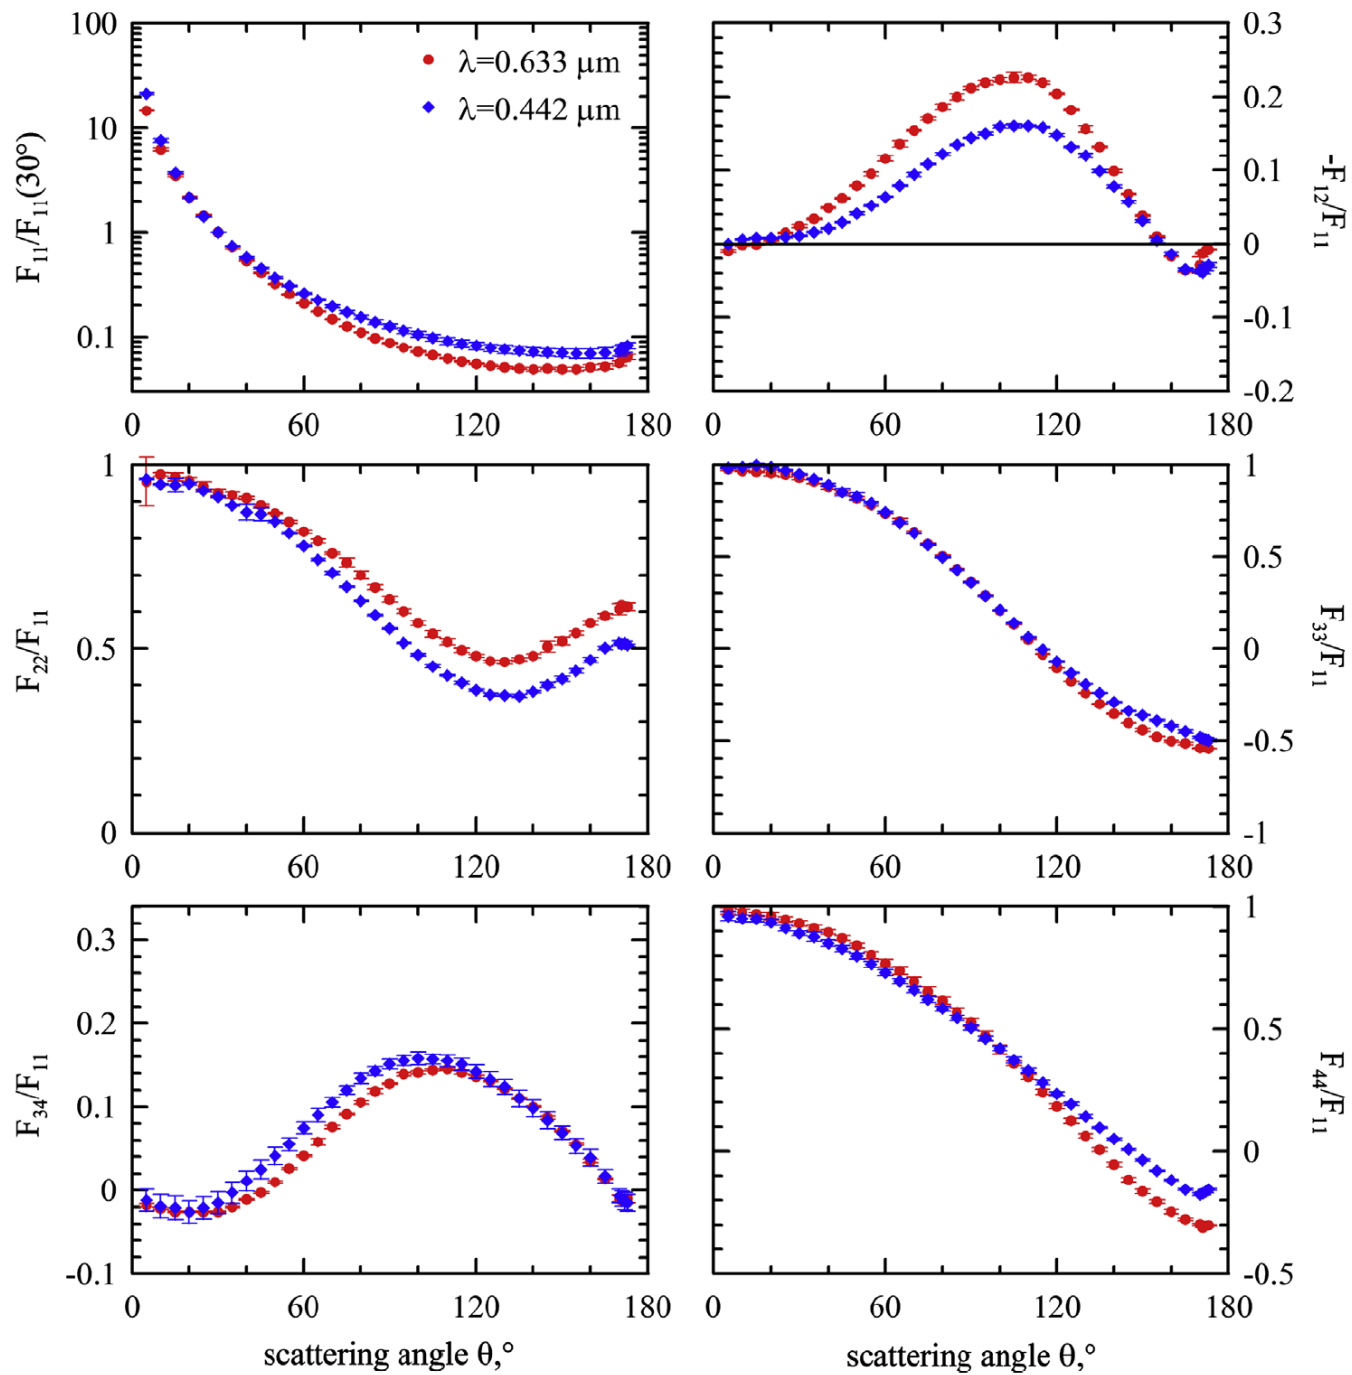 100
10
1
0.1
F₁₁/F₁₁(30°)
λ=0.633 μm
λ=0.442 μm
0 60 120 180
0.3
0.2
0.1
0
-0.1
-0.2
-F₁₂/F₁₁
0 60 120 180
1
0.5
0
F₂₂/F₁₁
0 60 120 180
1
0.5
0
-0.5
-1
F₃₃/F₁₁
0 60 120 180
0.3
0.2
0.1
0
-0.1
F₃₄/F₁₁
0 60 120 180
scattering angle θ,°
1
0.5
0
-0.5
F₄₄/F₁₁
0 60 120 180
scattering angle θ,°